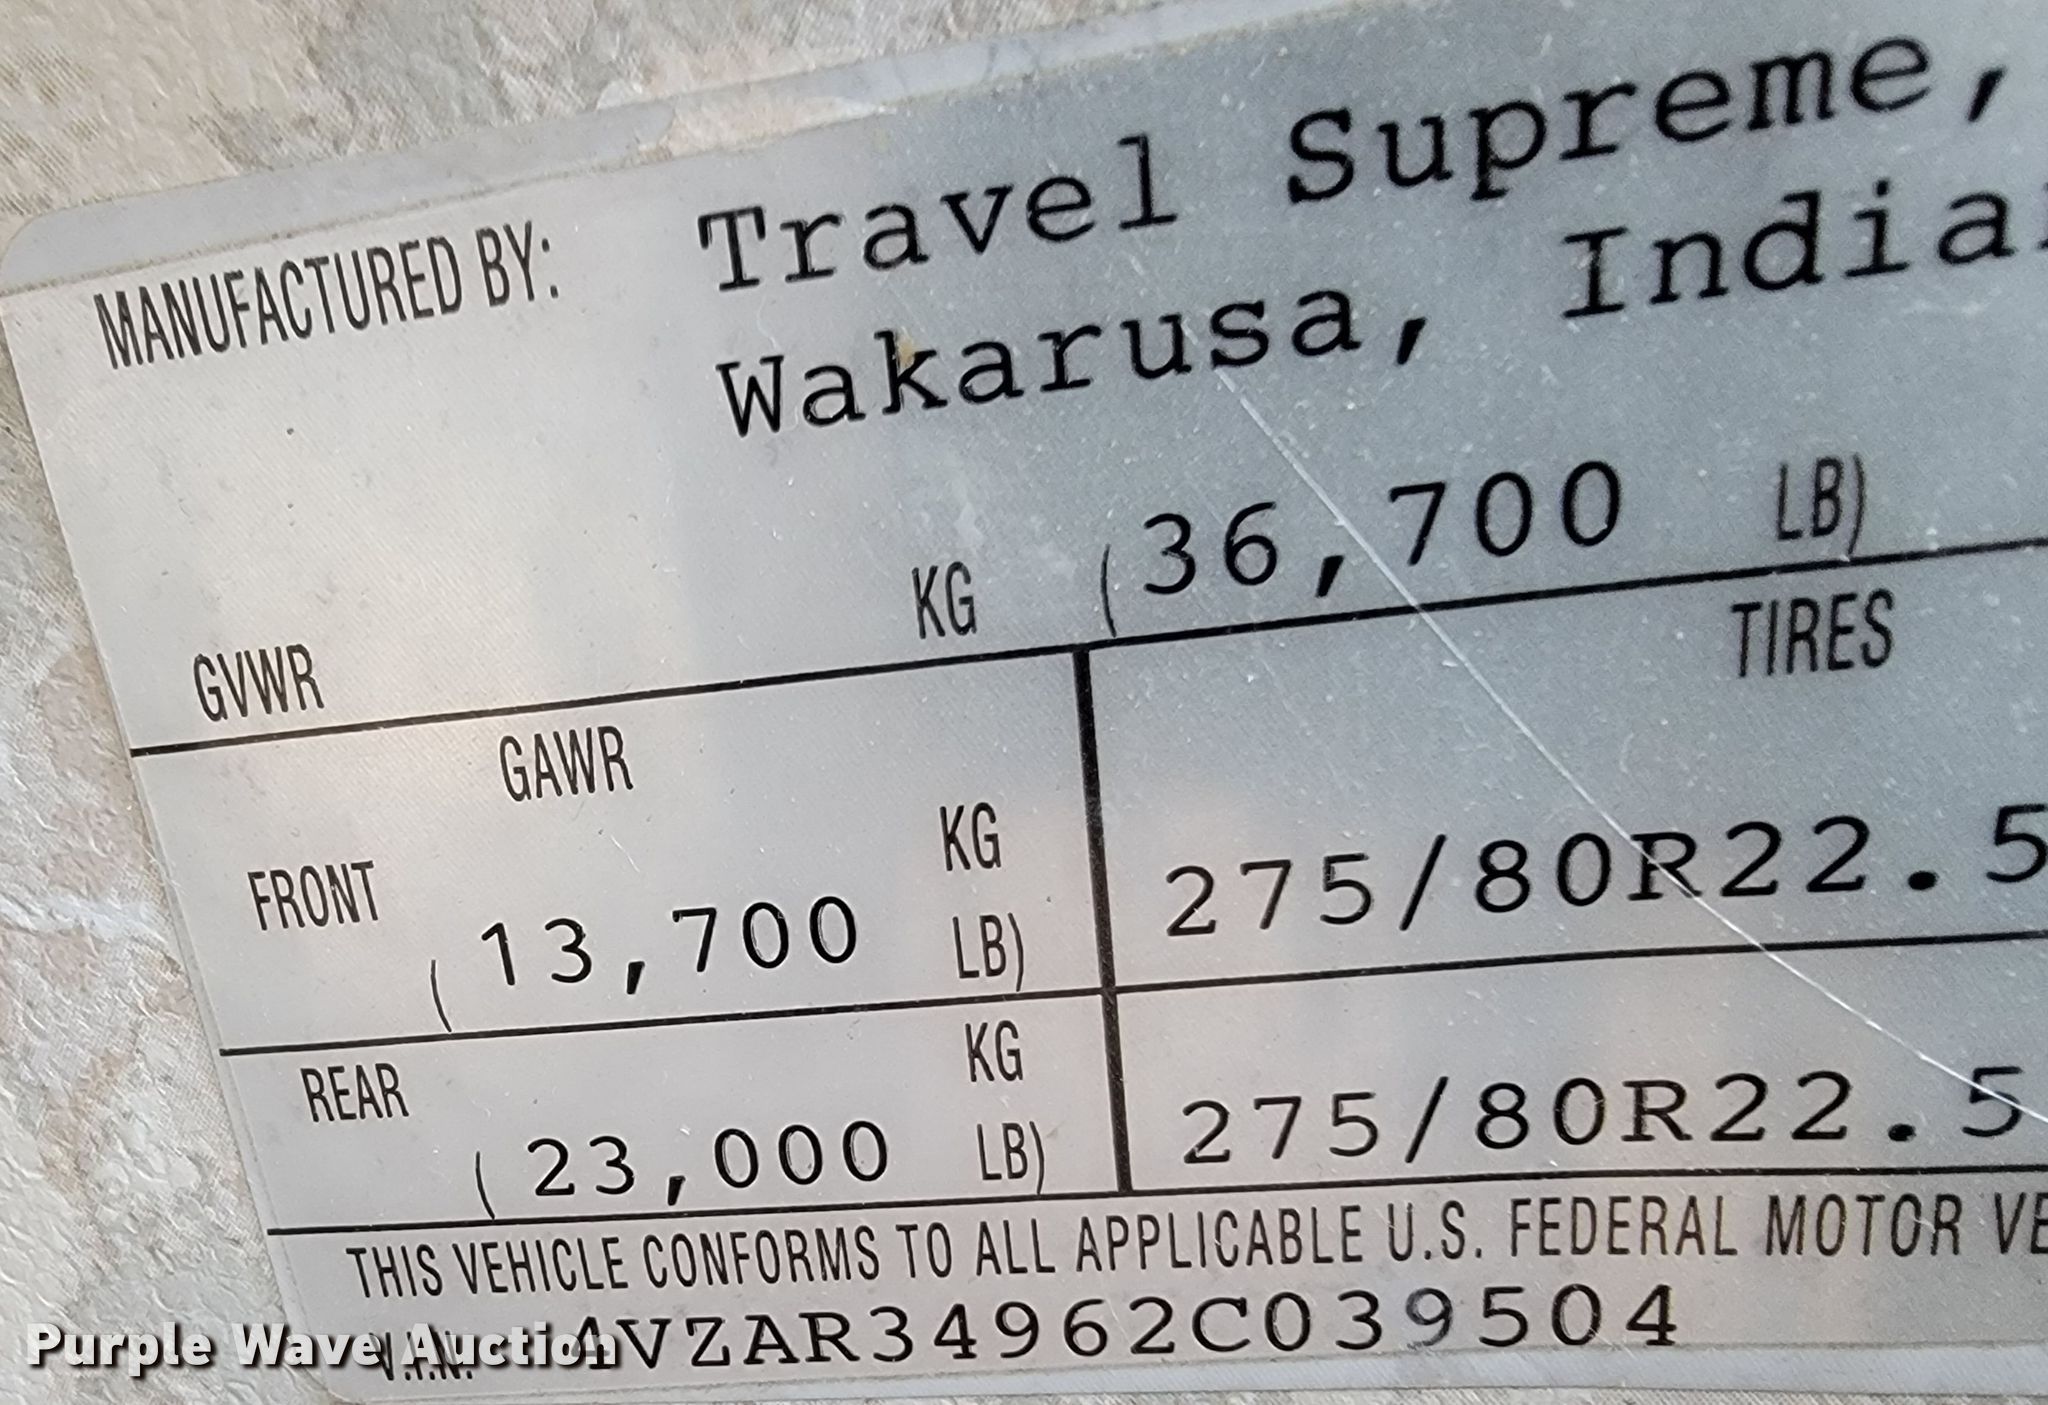 MANUFACTURED BY: Travel Supreme,
Wakarusa, India
GVWR KG (36,700 LB)
GAWR TIRES
FRONT KG
(13,700 LB) 275/80R22.5
REAR KG
(23,000 LB) 275/80R22.5
THIS VEHICLE CONFORMS TO ALL APPLICABLE U.S. FEDERAL MOTOR VE
V.I.N. 4VZAR34962C039504
Purple Wave Auction